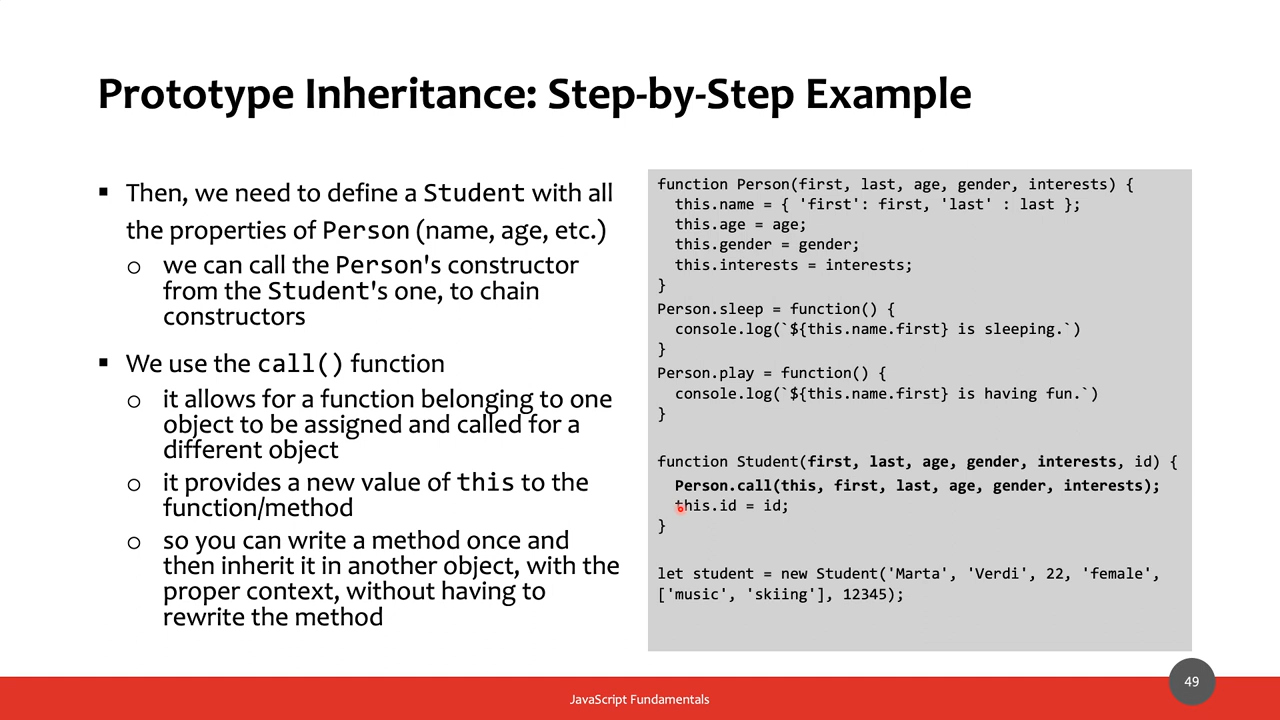 Prototype Inheritance: Step-by-Step Example
▪ Then, we need to define a Student with all
the properties of Person (name, age, etc.)
o we can call the Person's constructor
from the Student's one, to chain
constructors
▪ We use the call() function
o it allows for a function belonging to one
object to be assigned and called for a
different object
o it provides a new value of this to the
function/method
o so you can write a method once and
then inherit it in another object, with the
proper context, without having to
rewrite the method
function Person(first, last, age, gender, interests) {
  this.name = { 'first': first, 'last' : last };
  this.age = age;
  this.gender = gender;
  this.interests = interests;
}
Person.sleep = function() {
  console.log(`${this.name.first} is sleeping.`)
}
Person.play = function() {
  console.log(`${this.name.first} is having fun.`)
}
function Student(first, last, age, gender, interests, id) {
  Person.call(this, first, last, age, gender, interests);
  this.id = id;
}
let student = new Student('Marta', 'Verdi', 22, 'female',
['music', 'skiing'], 12345);
JavaScript Fundamentals
49